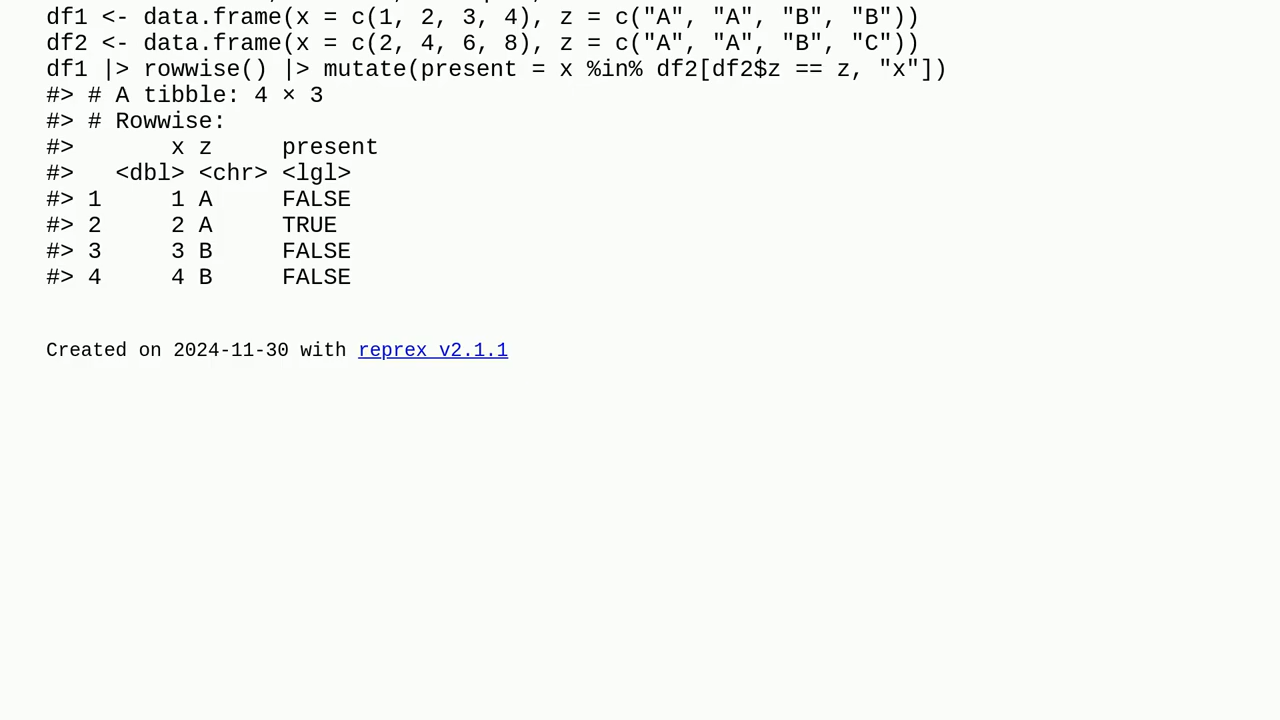 df1 <- data.frame(x = c(1, 2, 3, 4), z = c("A", "A", "B", "B"))
df2 <- data.frame(x = c(2, 4, 6, 8), z = c("A", "A", "B", "C"))
df1 |> rowwise() |> mutate(present = x %in% df2[df2$z == z, "x"])
#> # A tibble: 4 × 3
#> # Rowwise:
#>       x z     present
#>   <dbl> <chr> <lgl>
#> 1     1 A     FALSE
#> 2     2 A     TRUE
#> 3     3 B     FALSE
#> 4     4 B     FALSE
Created on 2024-11-30 with reprex v2.1.1